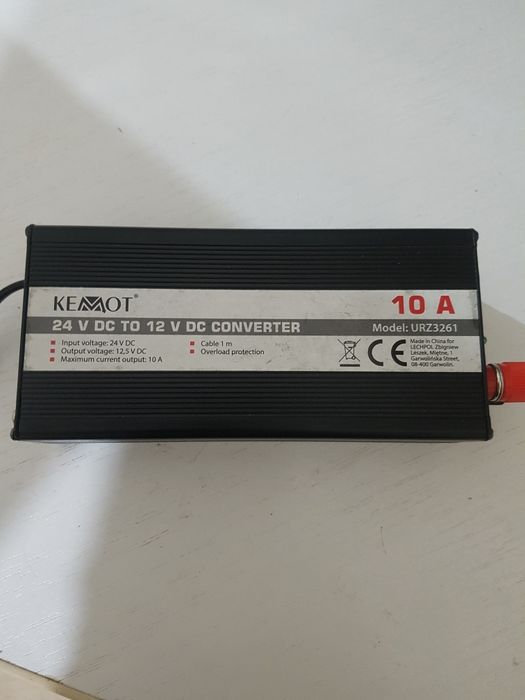 KEMOT®
10 A
24 V DC TO 12 V DC CONVERTER
Model: URZ3261
Input voltage: 24 V DC
Output voltage: 12,5 V DC
Maximum current output: 10 A
Cable 1 m
Overload protection
CE
Made in China for
LECHPOL Zbigniew
Leszek, Miętne, 1
Garwolińska Street,
08-400 Garwolin.